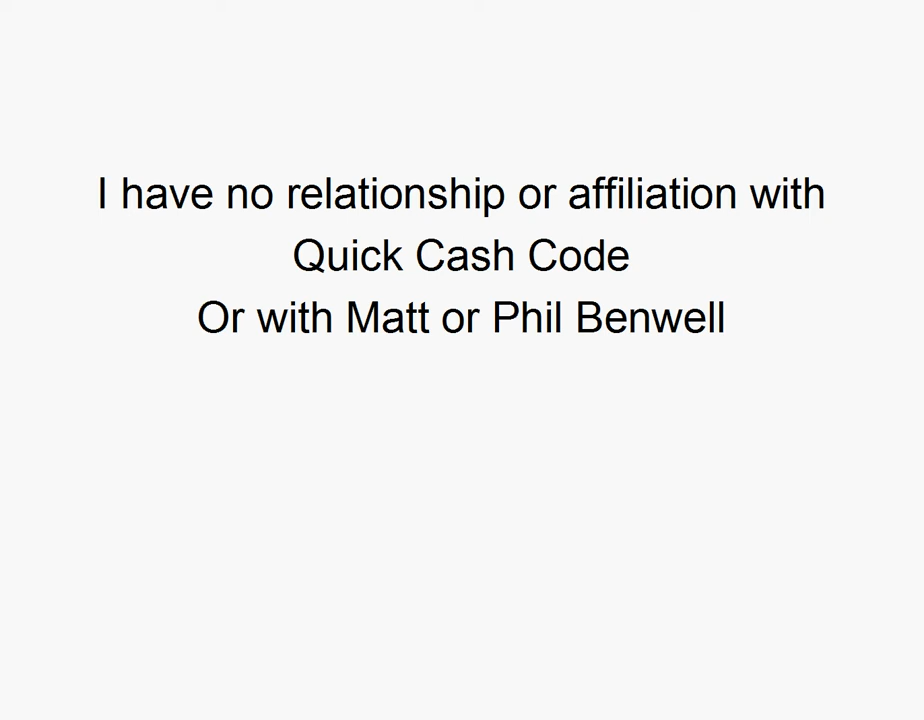 I have no relationship or affiliation with
Quick Cash Code
Or with Matt or Phil Benwell